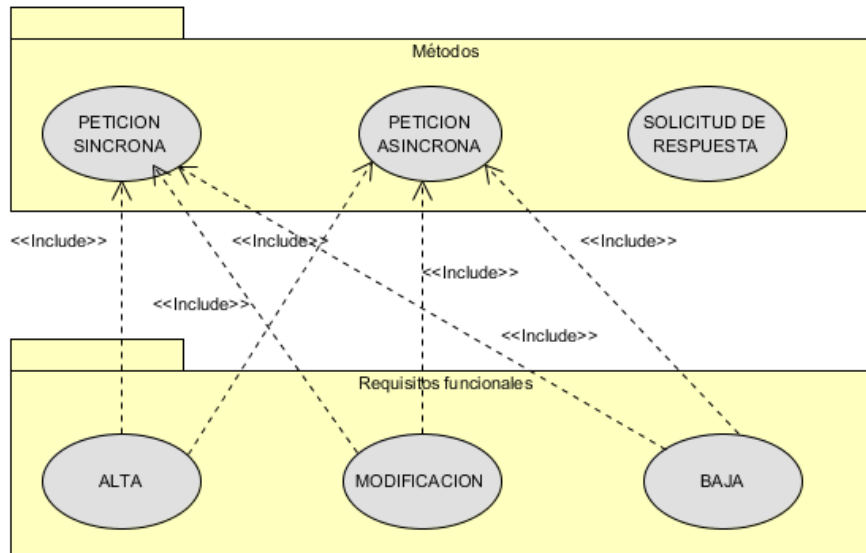 Métodos
PETICION
SINCRONA
PETICION
ASINCRONA
SOLICITUD DE
RESPUESTA
<<Include>>
<<Include>>
<<Include>>
<<Include>>
<<Include>>
<<Include>>
Requisitos funcionales
ALTA
MODIFICACION
BAJA